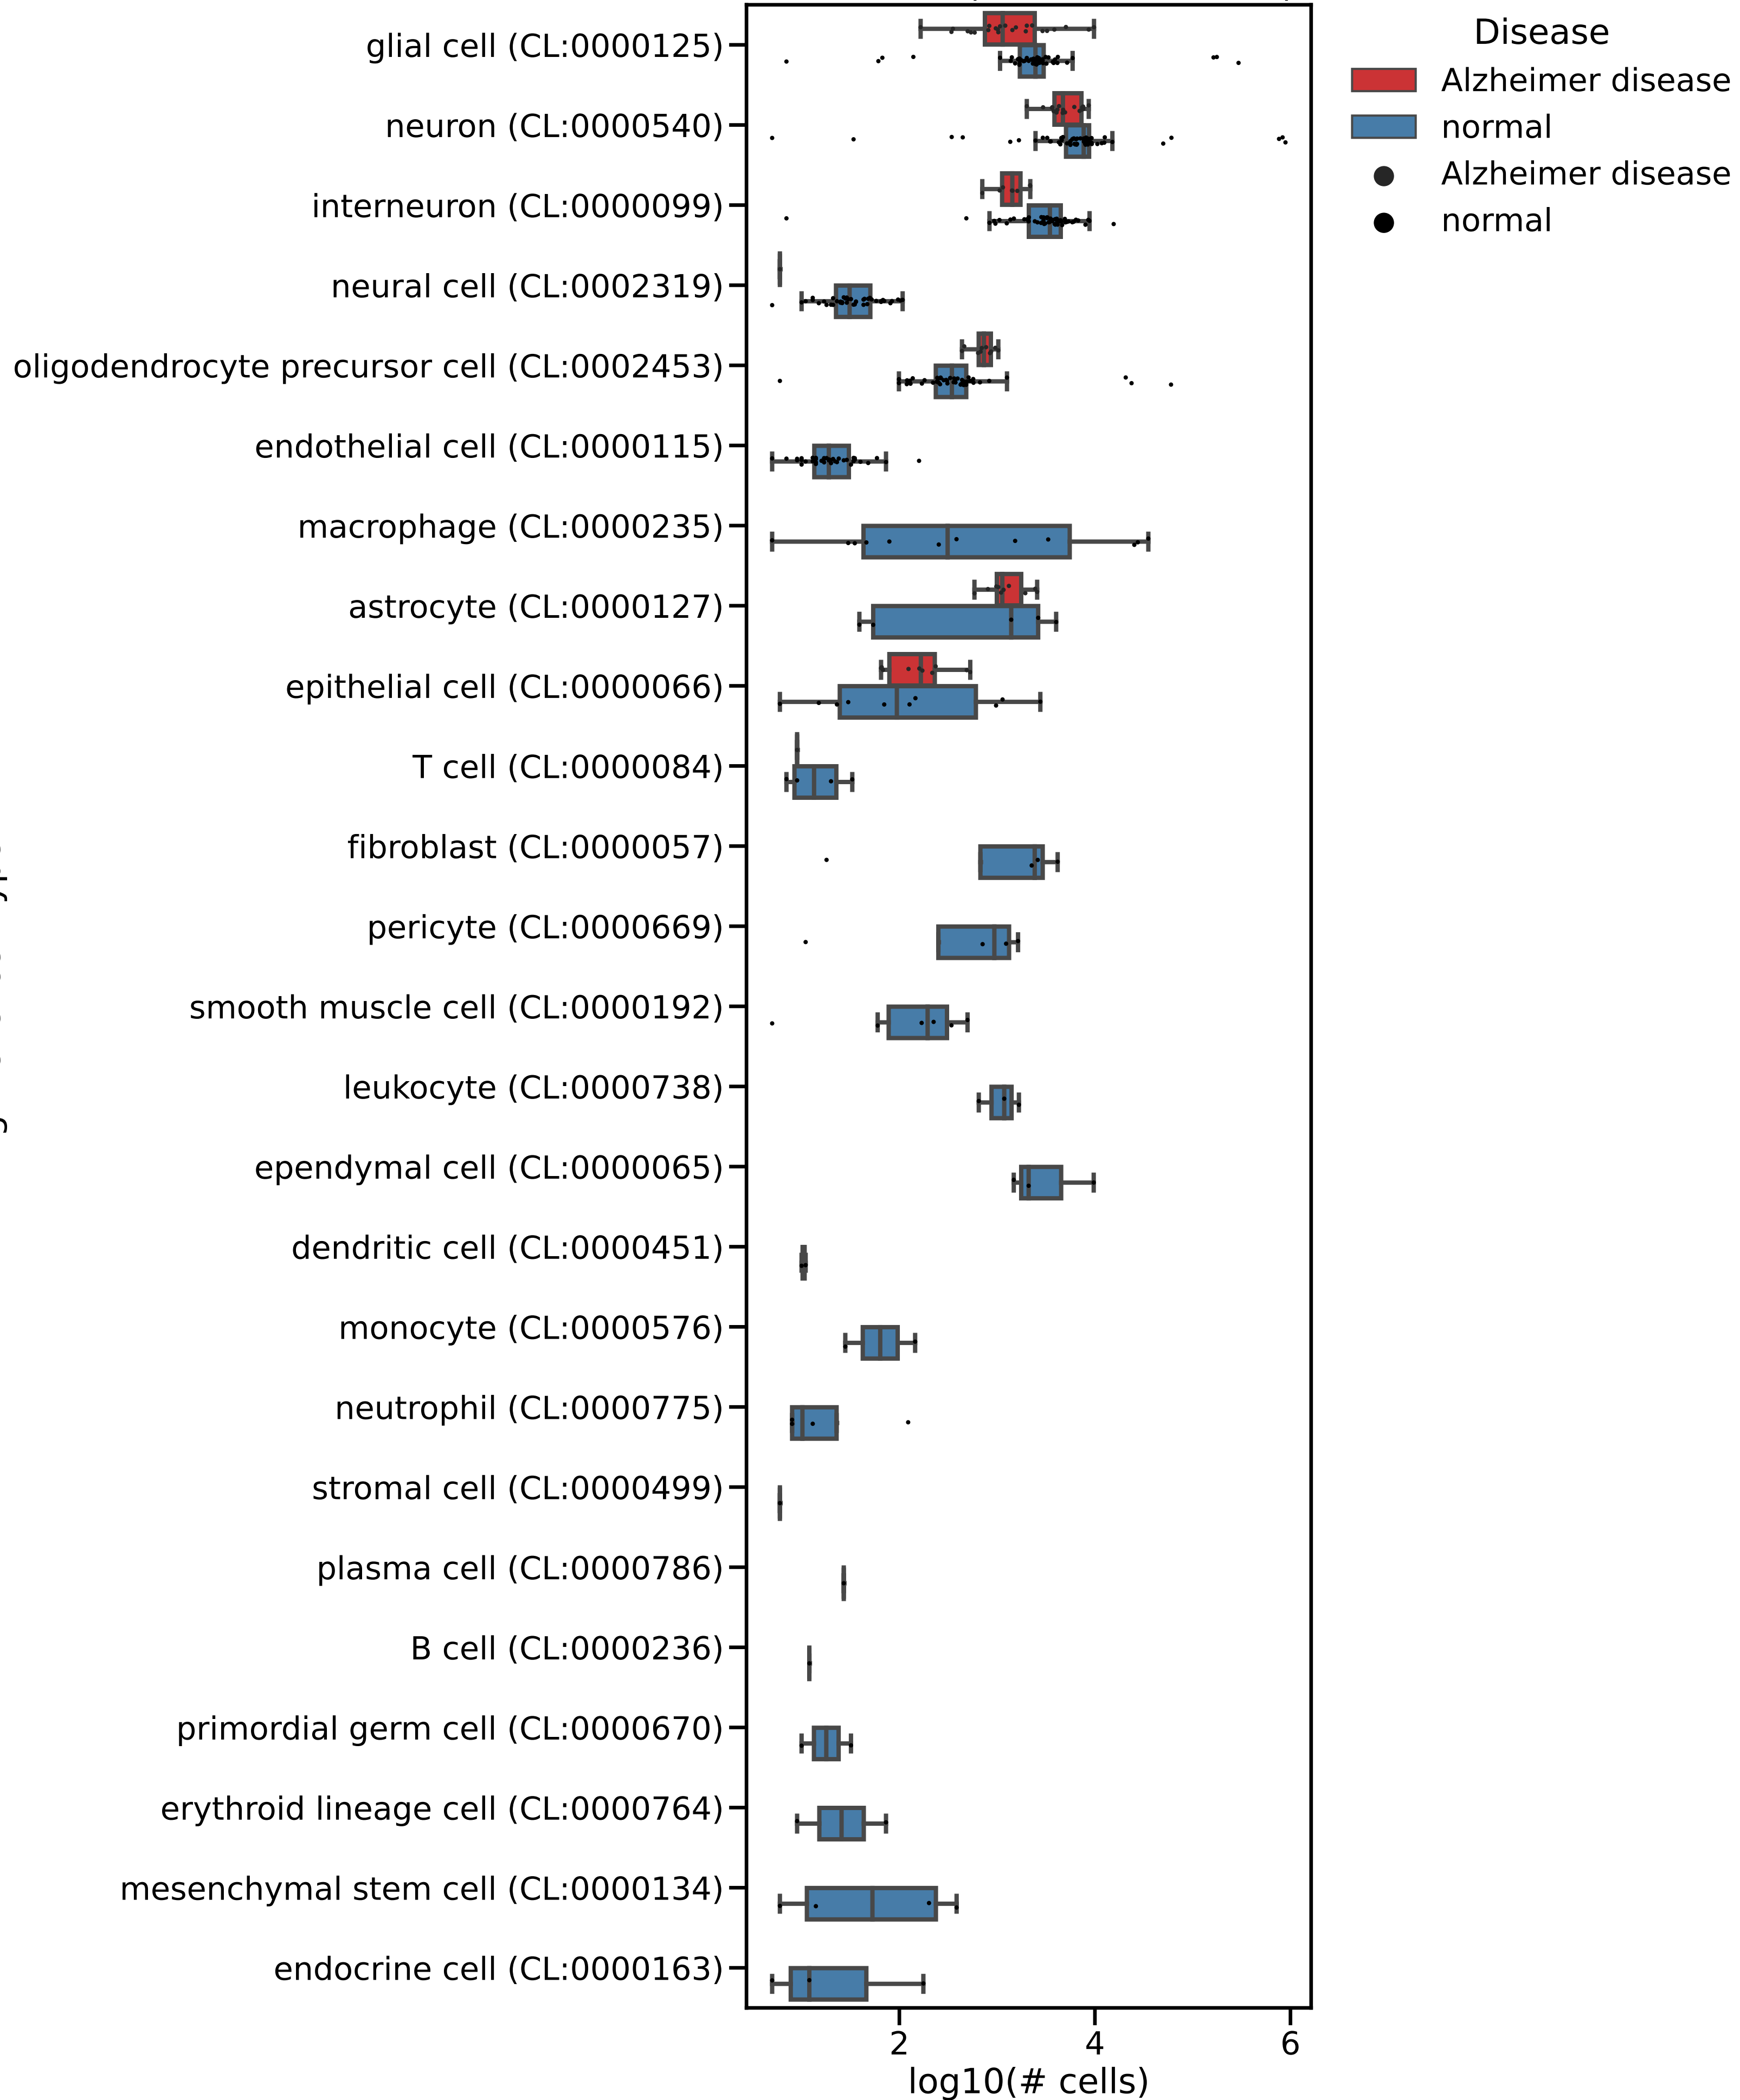 glial cell (CL:0000125)
neuron (CL:0000540)
interneuron (CL:0000099)
neural cell (CL:0002319)
oligodendrocyte precursor cell (CL:0002453)
endothelial cell (CL:0000115)
macrophage (CL:0000235)
astrocyte (CL:0000127)
epithelial cell (CL:0000066)
T cell (CL:0000084)
fibroblast (CL:0000057)
pericyte (CL:0000669)
smooth muscle cell (CL:0000192)
leukocyte (CL:0000738)
ependymal cell (CL:0000065)
dendritic cell (CL:0000451)
monocyte (CL:0000576)
neutrophil (CL:0000775)
stromal cell (CL:0000499)
plasma cell (CL:0000786)
B cell (CL:0000236)
primordial germ cell (CL:0000670)
erythroid lineage cell (CL:0000764)
mesenchymal stem cell (CL:0000134)
endocrine cell (CL:0000163)
2 4 6
log10(# cells)
Disease
Alzheimer disease
normal
Alzheimer disease
normal